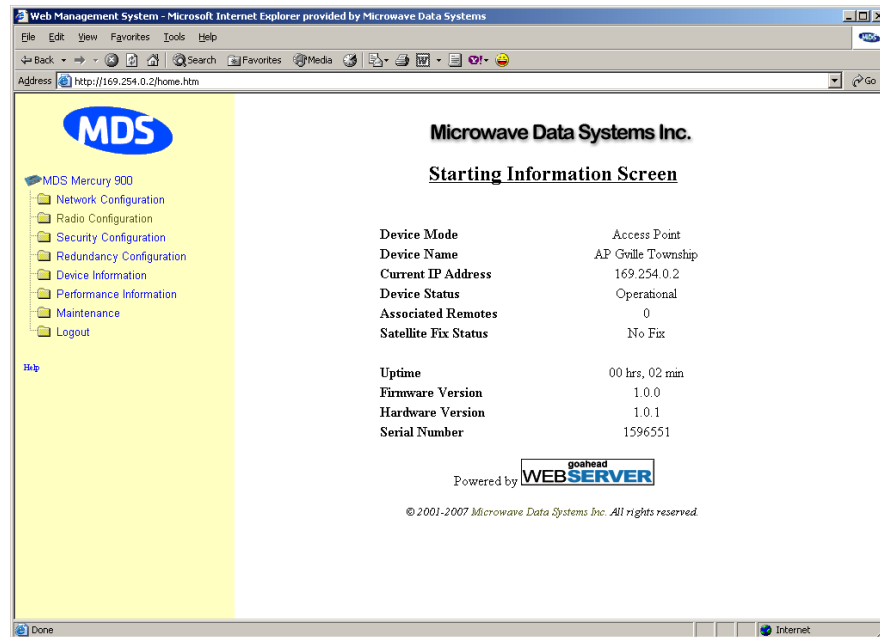 Web Management System - Microsoft Internet Explorer provided by Microwave Data Systems
File Edit View Favorites Tools Help
MDS
Back Search Favorites Media
Address http://169.254.0.2/home.htm Go
MDS
MDS Mercury 900
Network Configuration
Radio Configuration
Security Configuration
Redundancy Configuration
Device Information
Performance Information
Maintenance
Logout
Help
Microwave Data Systems Inc.
Starting Information Screen
Device Mode Access Point
Device Name AP Gville Township
Current IP Address 169.254.0.2
Device Status Operational
Associated Remotes 0
Satellite Fix Status No Fix
Uptime 00 hrs, 02 min
Firmware Version 1.0.0
Hardware Version 1.0.1
Serial Number 1596551
Powered by goahead WEBSERVER
© 2001-2007 Microwave Data Systems Inc. All rights reserved.
Done Internet